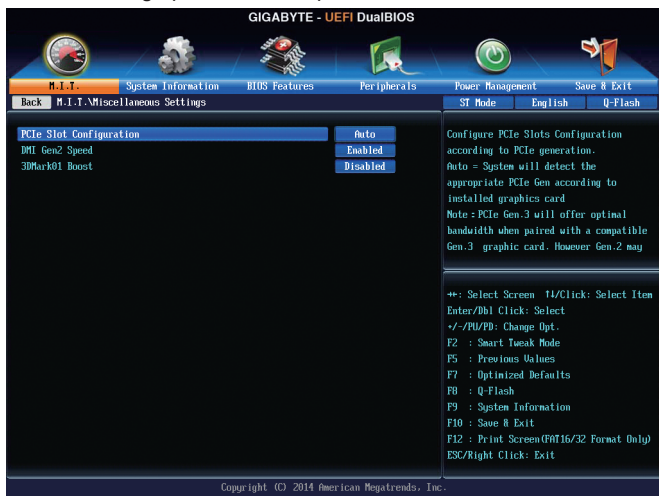 GIGABYTE - UEFI DualBIOS
M.I.T.
System Information
BIOS Features
Peripherals
Power Management
Save & Exit
Back M.I.T.\Miscellaneous Settings
ST Mode English Q-Flash
PCIe Slot Configuration Auto
DMI Gen2 Speed Enabled
3DMark01 Boost Disabled
Configure PCIe Slots Configuration
according to PCIe generation.
Auto = System will detect the
appropriate PCIe Gen according to
installed graphics card
Note : PCIe Gen.3 will offer optimal
bandwidth when paired with a compatible
Gen.3 graphic card. However Gen.2 may
→←: Select Screen ↑↓/Click: Select Item
Enter/Dbl Click: Select
+/-/PU/PD: Change Opt.
F2 : Smart Tweak Mode
F5 : Previous Values
F7 : Optimized Defaults
F8 : Q-Flash
F9 : System Information
F10 : Save & Exit
F12 : Print Screen(FAT16/32 Format Only)
ESC/Right Click: Exit
Copyright (C) 2014 American Megatrends, Inc.